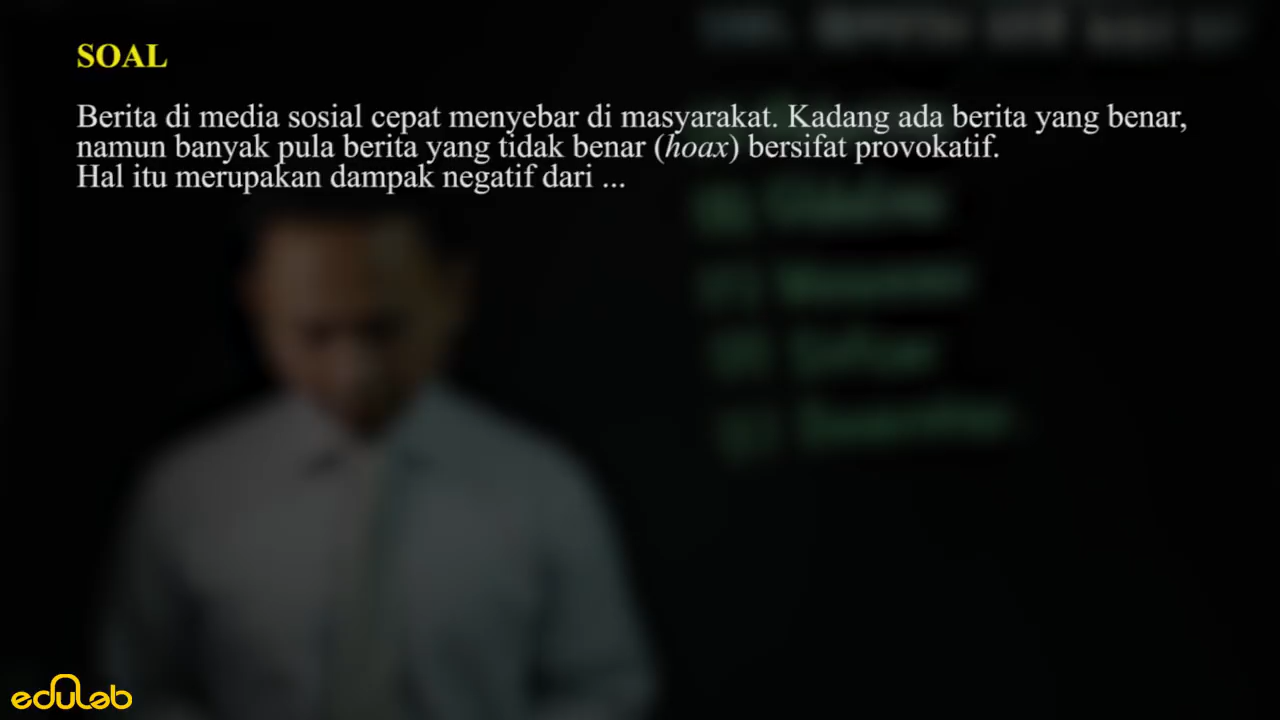 SOAL
Berita di media sosial cepat menyebar di masyarakat. Kadang ada berita yang benar,
namun banyak pula berita yang tidak benar (hoax) bersifat provokatif.
Hal itu merupakan dampak negatif dari ...
edulab